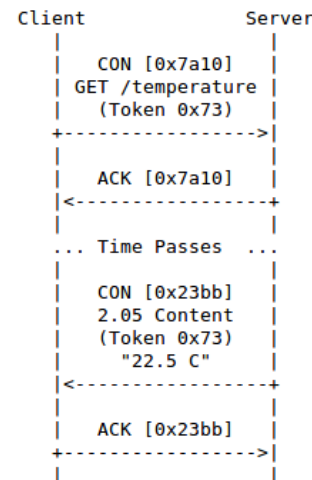 Client Server
CON [0x7a10]
GET /temperature
(Token 0x73)
ACK [0x7a10]
... Time Passes ...
CON [0x23bb]
2.05 Content
(Token 0x73)
"22.5 C"
ACK [0x23bb]